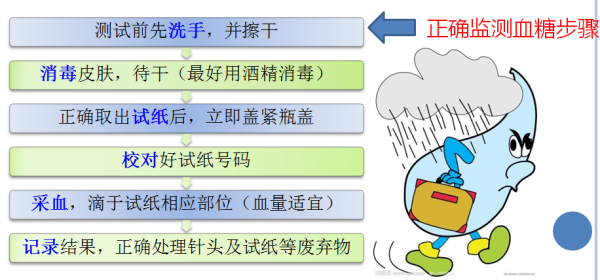 测试前先洗手，并擦干
正确监测血糖步骤
消毒皮肤，待干（最好用酒精消毒）
正确取出试纸后，立即盖紧瓶盖
校对好试纸号码
采血，滴于试纸相应部位（血量适宜）
记录结果，正确处理针头及试纸等废弃物